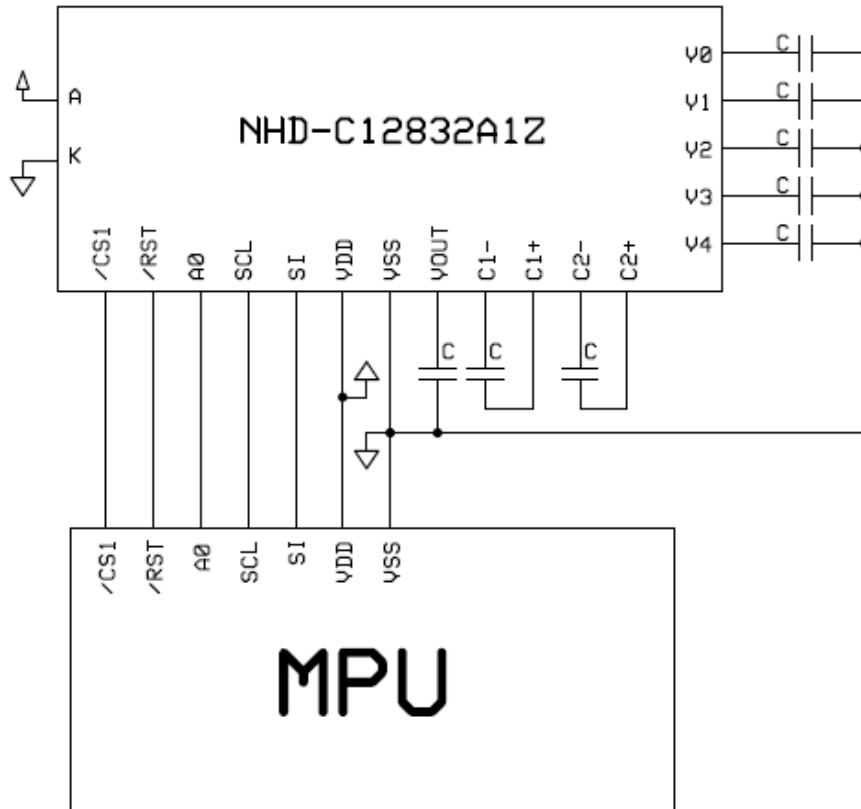 V0 C
A V1 C
NHD-C12832A1Z
K V2 C
V3 C
V4 C
/CS1 /RST A0 SCL SI VDD VSS VOUT C1- C1+ C2- C2+
C C C
/CS1 /RST A0 SCL SI VDD VSS
MPU